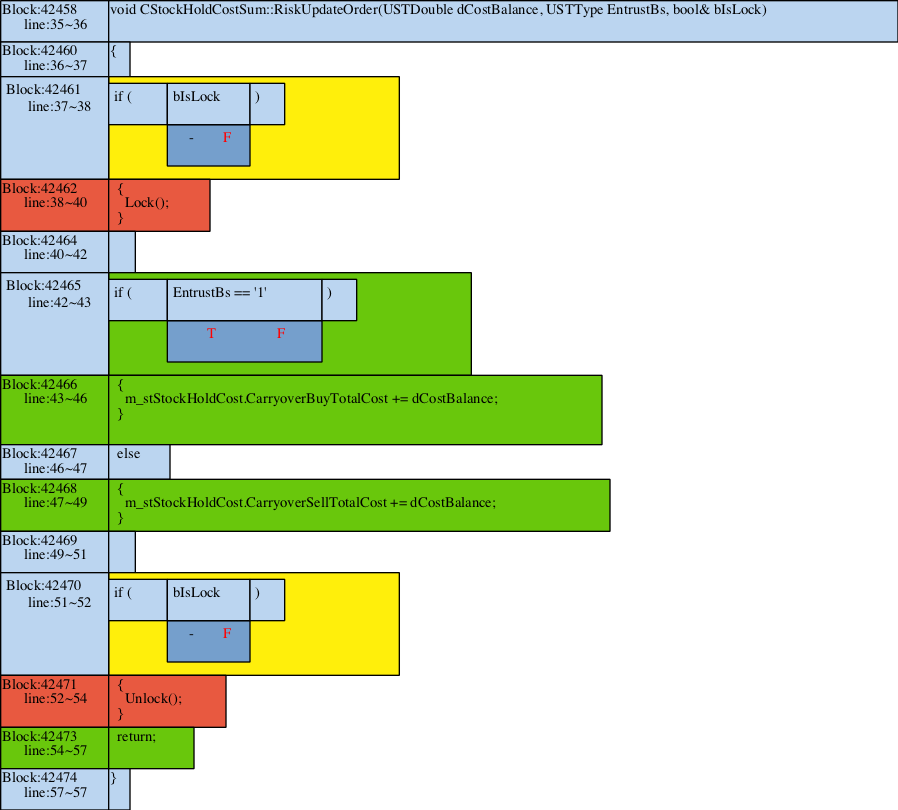 Block:42458
line:35~36
void CStockHoldCostSum::RiskUpdateOrder(USTDouble dCostBalance, USTType EntrustBs, bool& bIsLock)
Block:42460
line:36~37
{
Block:42461
line:37~38
if ( bIsLock )
- F
Block:42462
line:38~40
{
Lock();
}
Block:42464
line:40~42
Block:42465
line:42~43
if ( EntrustBs == '1' )
T F
Block:42466
line:43~46
{
m_stStockHoldCost.CarryoverBuyTotalCost += dCostBalance;
}
Block:42467
line:46~47
else
Block:42468
line:47~49
{
m_stStockHoldCost.CarryoverSellTotalCost += dCostBalance;
}
Block:42469
line:49~51
Block:42470
line:51~52
if ( bIsLock )
- F
Block:42471
line:52~54
{
Unlock();
}
Block:42473
line:54~57
return;
Block:42474
line:57~57
}